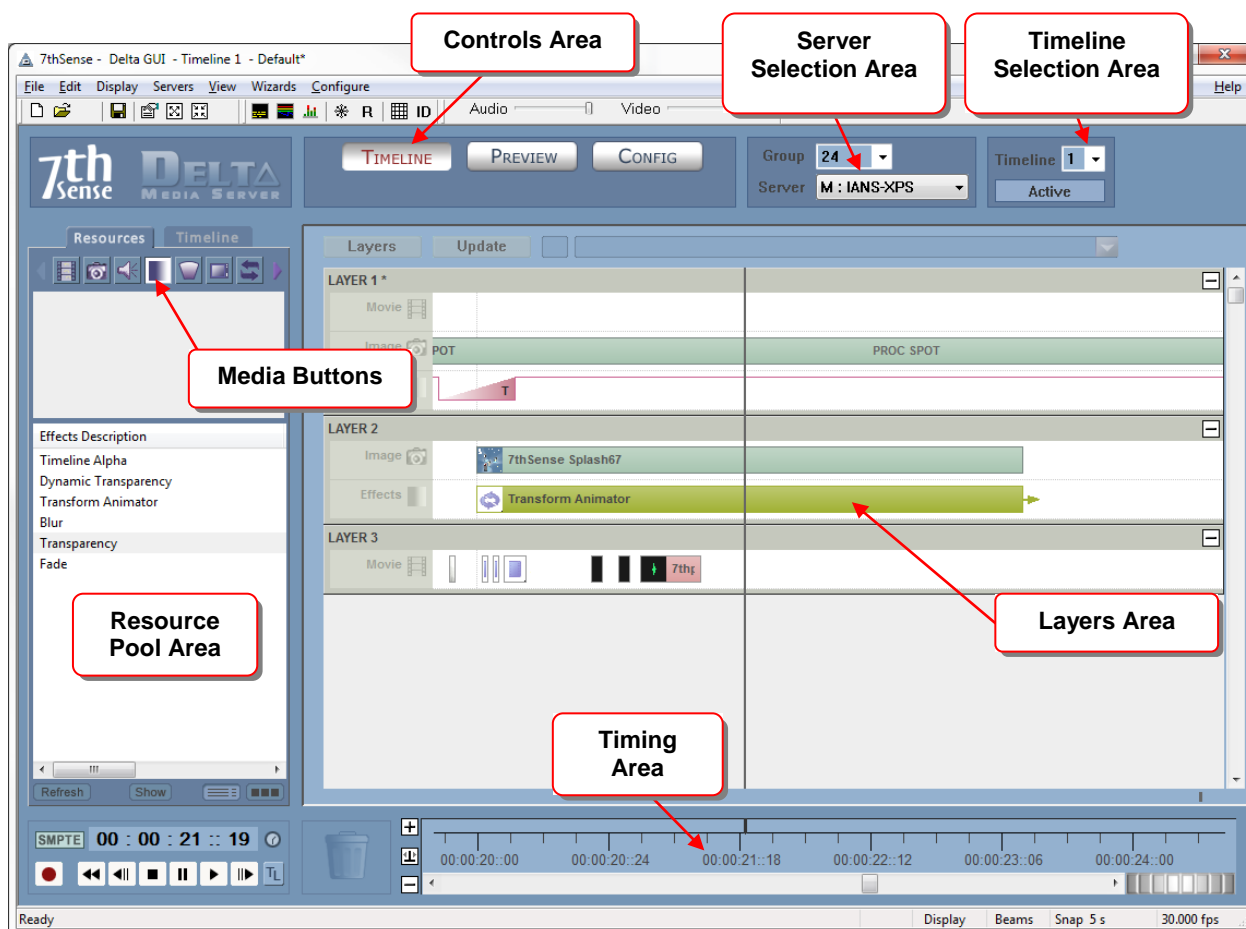 Controls Area
Server
Selection Area
Timeline
Selection Area
7thSense - Delta GUI - Timeline 1 - Default*
File Edit Display Servers View Wizards Configure Help
R ID Audio Video
7th
Sense
DELTA
MEDIA SERVER
TIMELINE PREVIEW CONFIG
Group 24
Server M : IANS-XPS
Timeline 1
Active
Resources Timeline
Layers Update
LAYER 1 *
Movie
Image POT PROC SPOT
T
Media Buttons
LAYER 2
Image 7thSense Splash67
Effects Transform Animator
LAYER 3
Movie 7thp
Effects Description
Timeline Alpha
Dynamic Transparency
Transform Animator
Blur
Transparency
Fade
Resource
Pool Area
Layers Area
Timing
Area
Refresh Show
SMPTE 00 : 00 : 21 :: 19
TL
00:00:20::00 00:00:20::24 00:00:21::18 00:00:22::12 00:00:23::06 00:00:24::00
Ready Display Beams Snap 5 s 30.000 fps